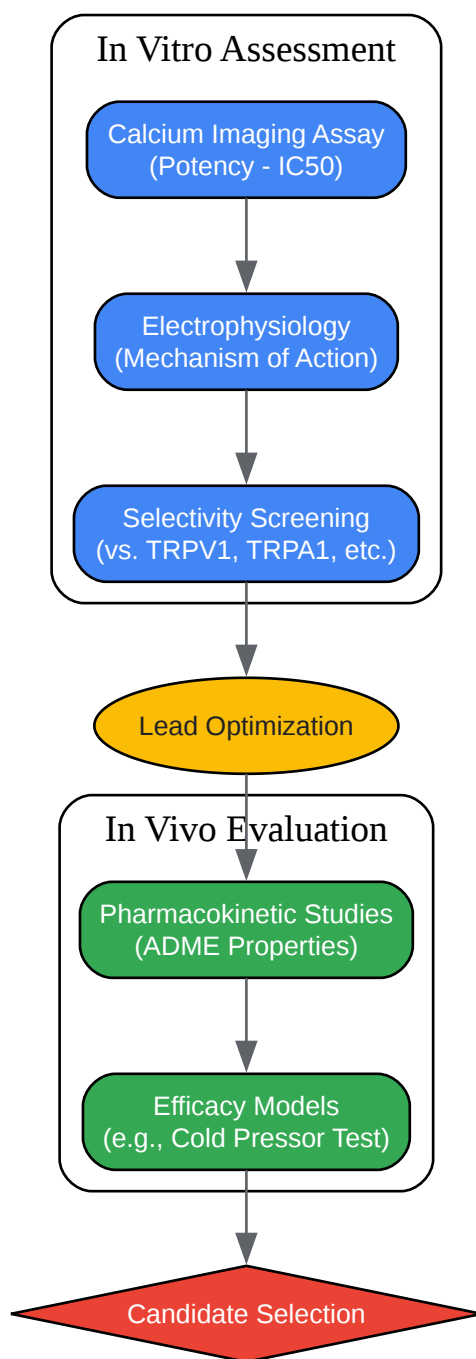 In Vitro Assessment
Calcium Imaging Assay
(Potency - IC50)
Electrophysiology
(Mechanism of Action)
Selectivity Screening
(vs. TRPV1, TRPA1, etc.)
Lead Optimization
In Vivo Evaluation
Pharmacokinetic Studies
(ADME Properties)
Efficacy Models
(e.g., Cold Pressor Test)
Candidate Selection